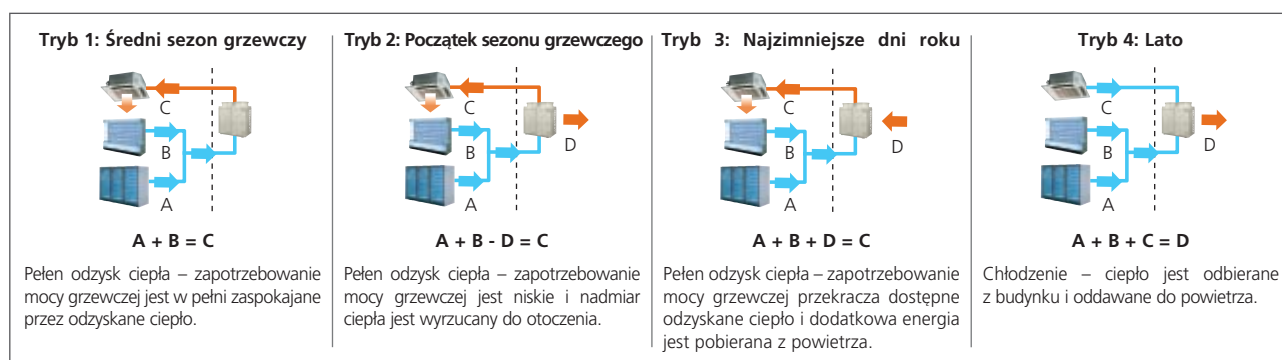 Tryb 1: Średni sezon grzewczy
C
B
A
A + B = C
Pełen odzysk ciepła – zapotrzebowanie
mocy grzewczej jest w pełni zaspokajane
przez odzyskane ciepło.
Tryb 2: Początek sezonu grzewczego
C
D
B
A
A + B - D = C
Pełen odzysk ciepła – zapotrzebowanie
mocy grzewczej jest niskie i nadmiar
ciepła jest wyrzucany do otoczenia.
Tryb 3: Najzimniejsze dni roku
C
D
B
A
A + B + D = C
Pełen odzysk ciepła – zapotrzebowanie
mocy grzewczej przekracza dostępne
odzyskane ciepło i dodatkowa energia
jest pobierana z powietrza.
Tryb 4: Lato
C
D
B
A
A + B + C = D
Chłodzenie – ciepło jest odbierane
z budynku i oddawane do powietrza.